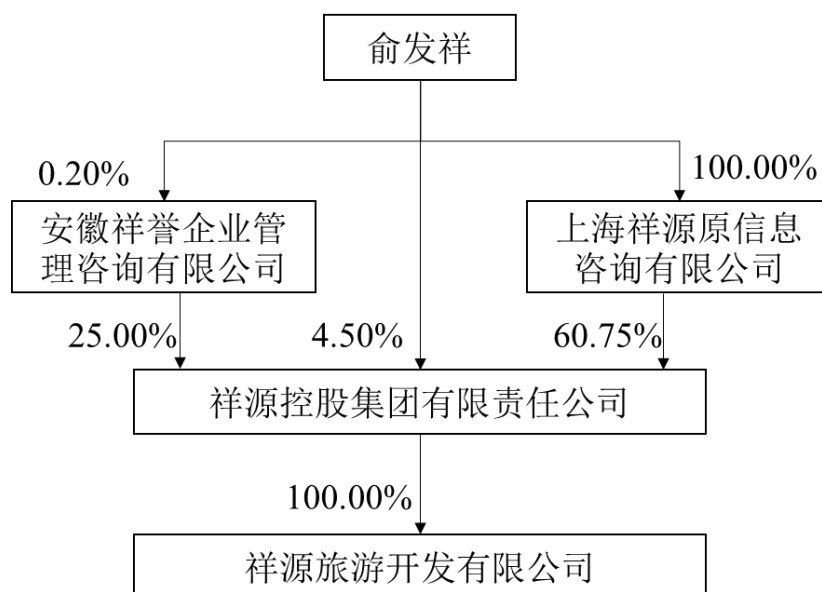 俞发祥
0.20%
100.00%
安徽祥誉企业管
理咨询有限公司
上海祥源原信息
咨询有限公司
25.00%
4.50%
60.75%
祥源控股集团有限责任公司
100.00%
祥源旅游开发有限公司